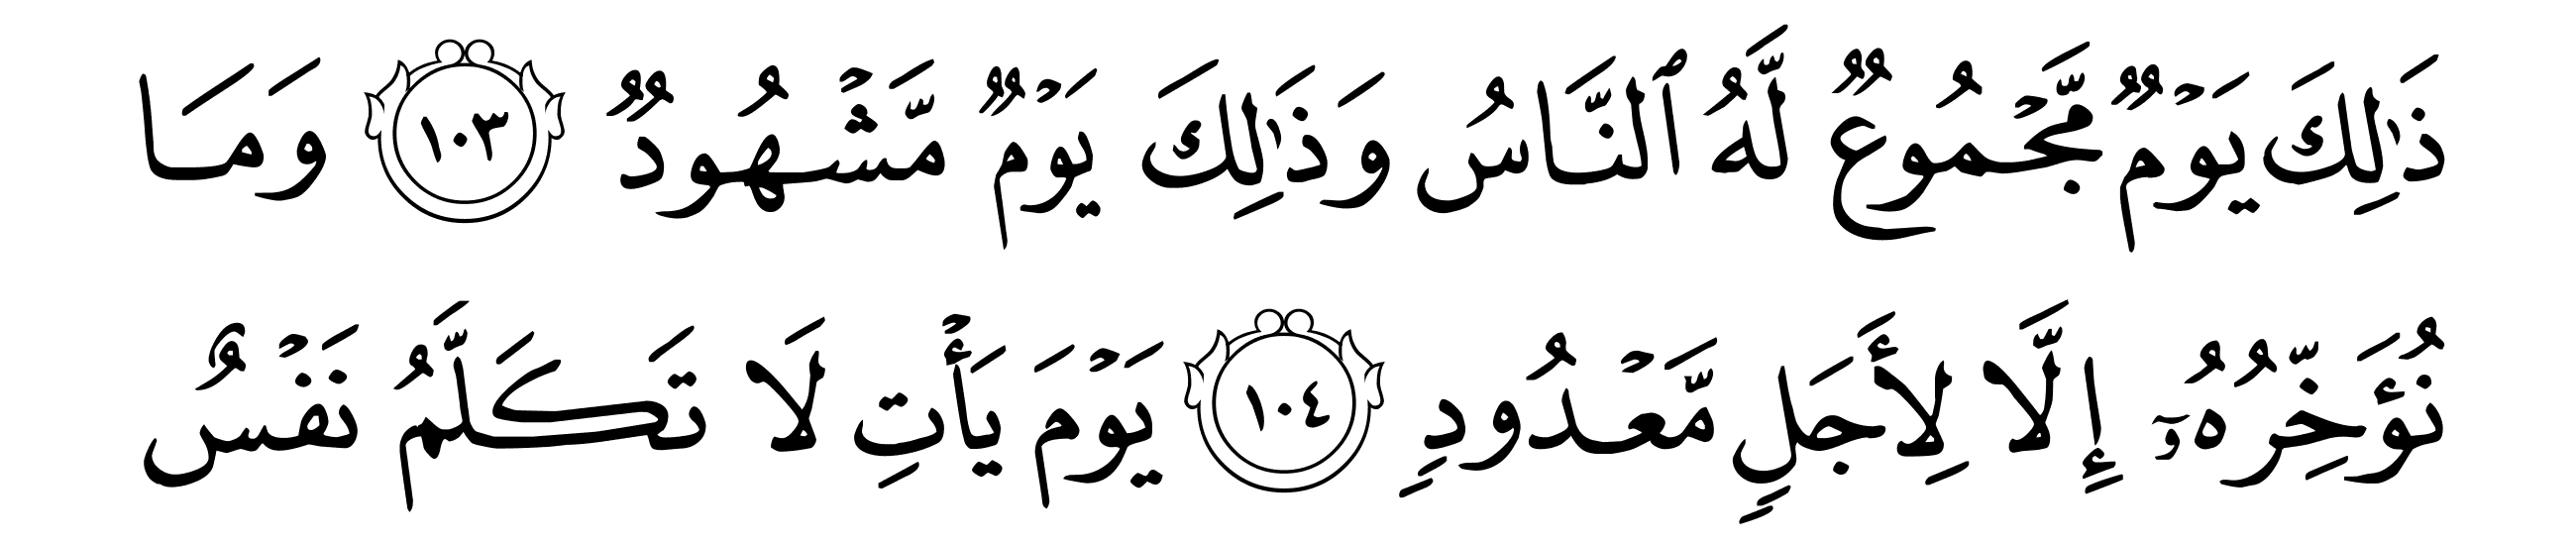 ذَٰلِكَ يَوْمٌ مَّجْمُوعٌ لَّهُ ٱلنَّاسُ وَذَٰلِكَ يَوْمٌ مَّشْهُودٌ ١٠٣ وَمَا
نُؤَخِّرُهُۥٓ إِلَّا لِأَجَلٍ مَّعْدُودٍ ١٠٤ يَوْمَ يَأْتِ لَا تَكَلَّمُ نَفْسٌ